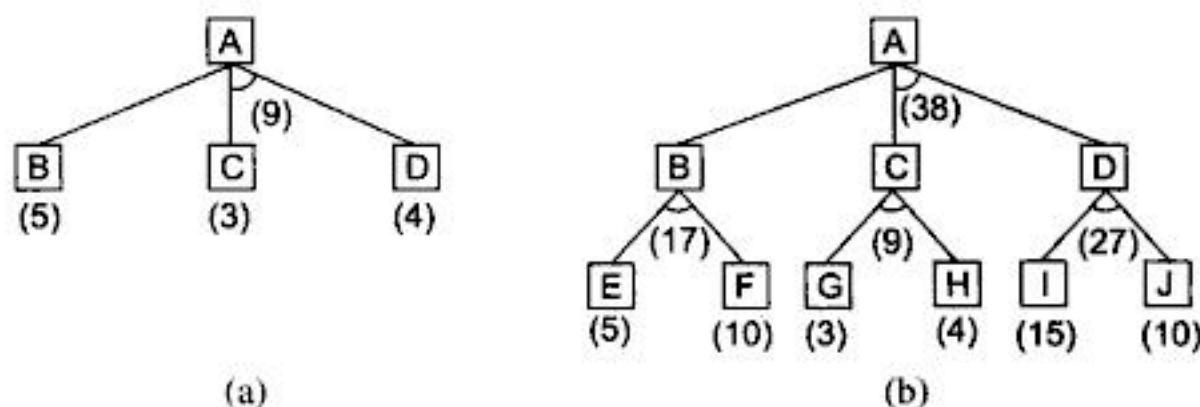 A A
(9) (38)
B C D B C D
(5) (3) (4)
(17) (9) (27)
E F G H I J
(5) (10) (3) (4) (15) (10)
(a) (b)